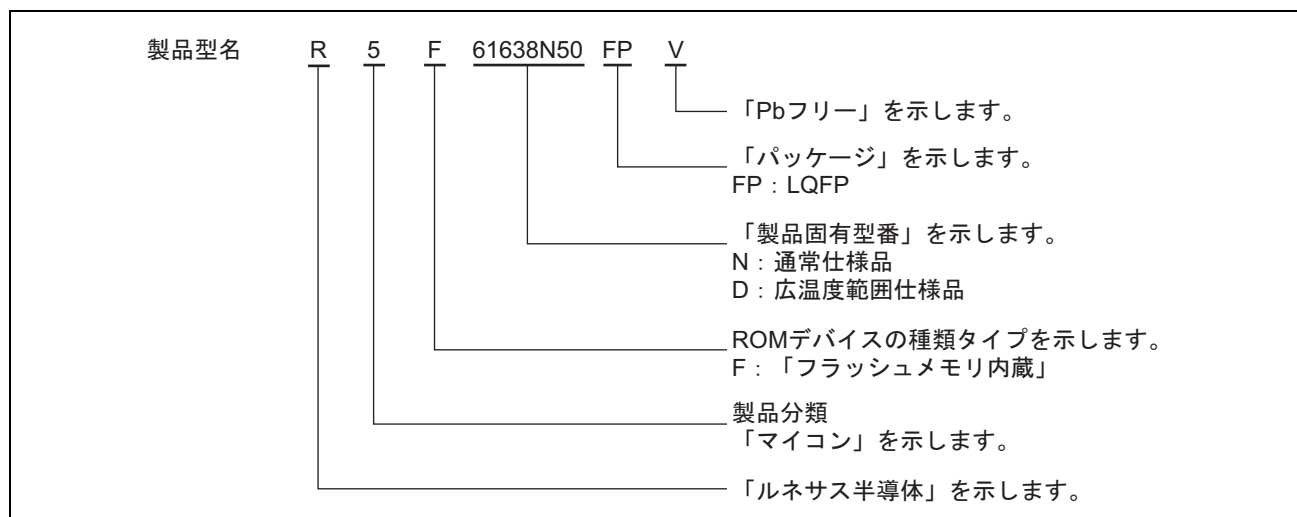 製品型名 R 5 F 61638N50 FP V
「Pbフリー」を示します。
「パッケージ」を示します。
FP：LQFP
「製品固有型番」を示します。
N：通常仕様品
D：広温度範囲仕様品
ROMデバイスの種類タイプを示します。
F：「フラッシュメモリ内蔵」
製品分類
「マイコン」を示します。
「ルネサス半導体」を示します。